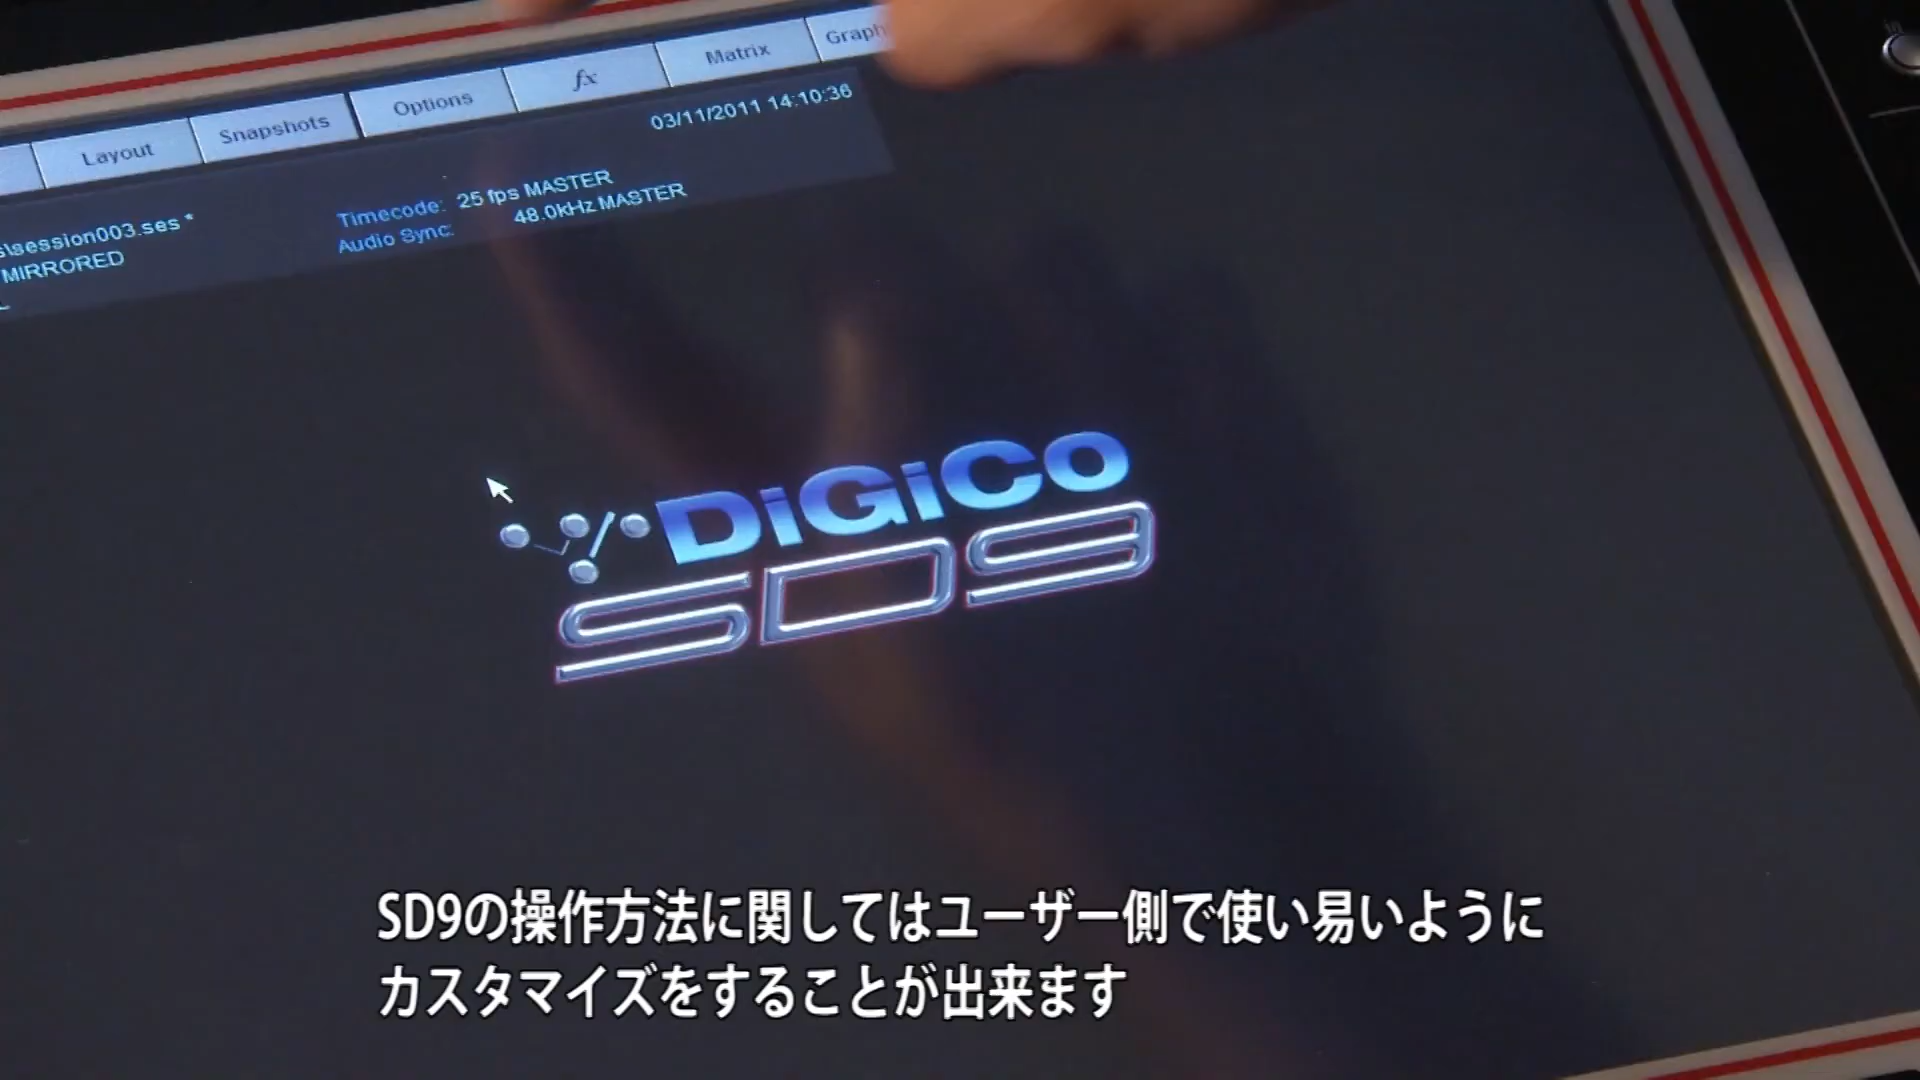 Layout
Snapshots
Options
fx
Matrix
03/11/2011 14:10:36
session003.ses *
MIRRORED
Timecode: 25 fps MASTER
Audio Sync: 48.0kHz MASTER
DiGiCo
SD9
SD9の操作方法に関してはユーザー側で使い易いように
カスタマイズをすることが出来ます